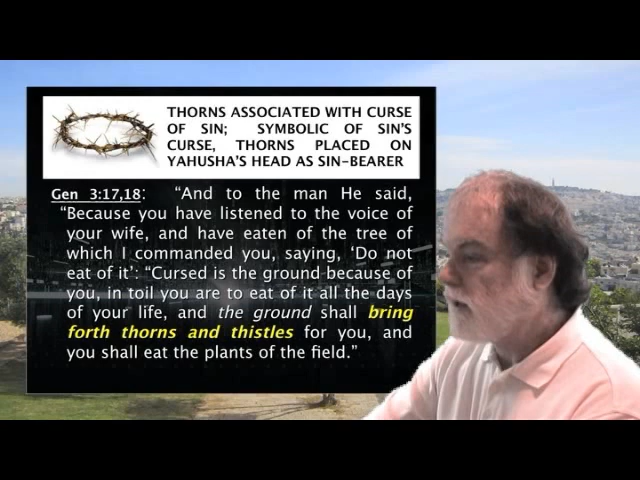 THORNS ASSOCIATED WITH CURSE
OF SIN; SYMBOLIC OF SIN'S
CURSE, THORNS PLACED ON
YAHUSHA'S HEAD AS SIN-BEARER
Gen 3:17,18: “And to the man He said,
“Because you have listened to the voice of
your wife, and have eaten of the tree of
which I commanded you, saying, ‘Do not
eat of it’: “Cursed is the ground because of
you, in toil you are to eat of it all the days
of your life, and the ground shall bring
forth thorns and thistles for you, and
you shall eat the plants of the field.”